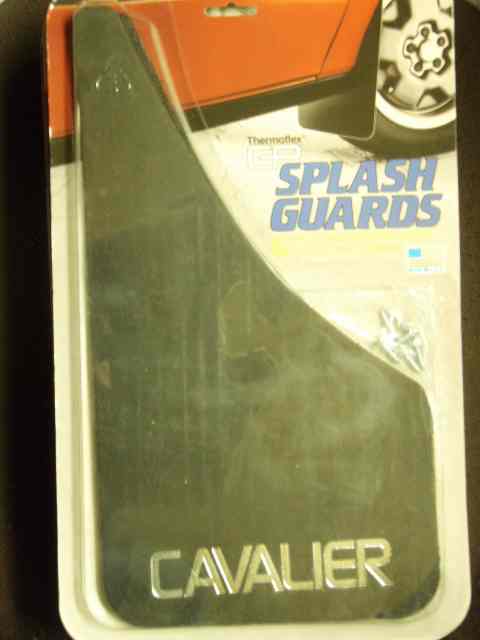 Thermoflex
SPLASH
GUARDS
CAVALIER